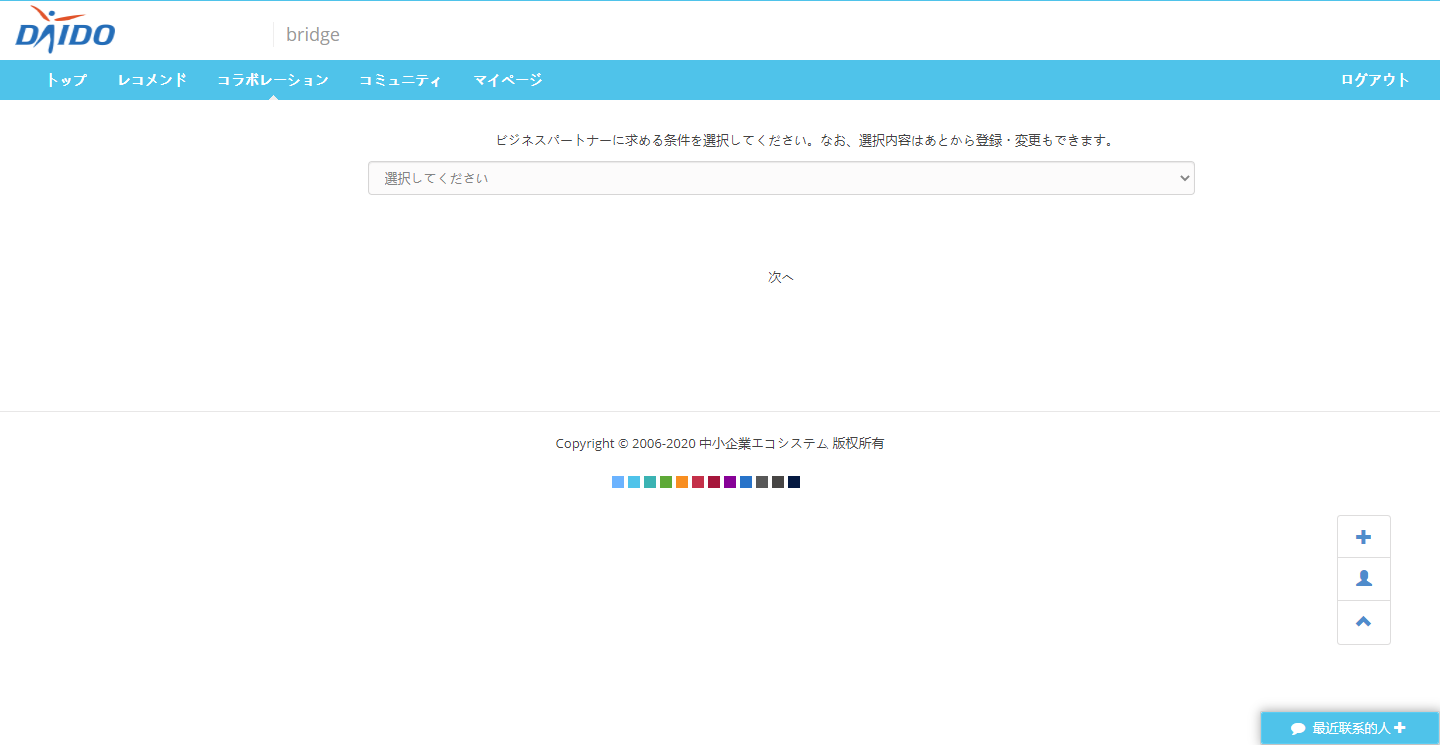 DAIDO
bridge
トップ レコメンド コラボレーション コミュニティ マイページ ログアウト
ビジネスパートナーに求める条件を選択してください。なお、選択内容はあとから登録・変更もできます。
選択してください
次へ
Copyright © 2006-2020 中小企業エコシステム 版权所有
最近联系的人